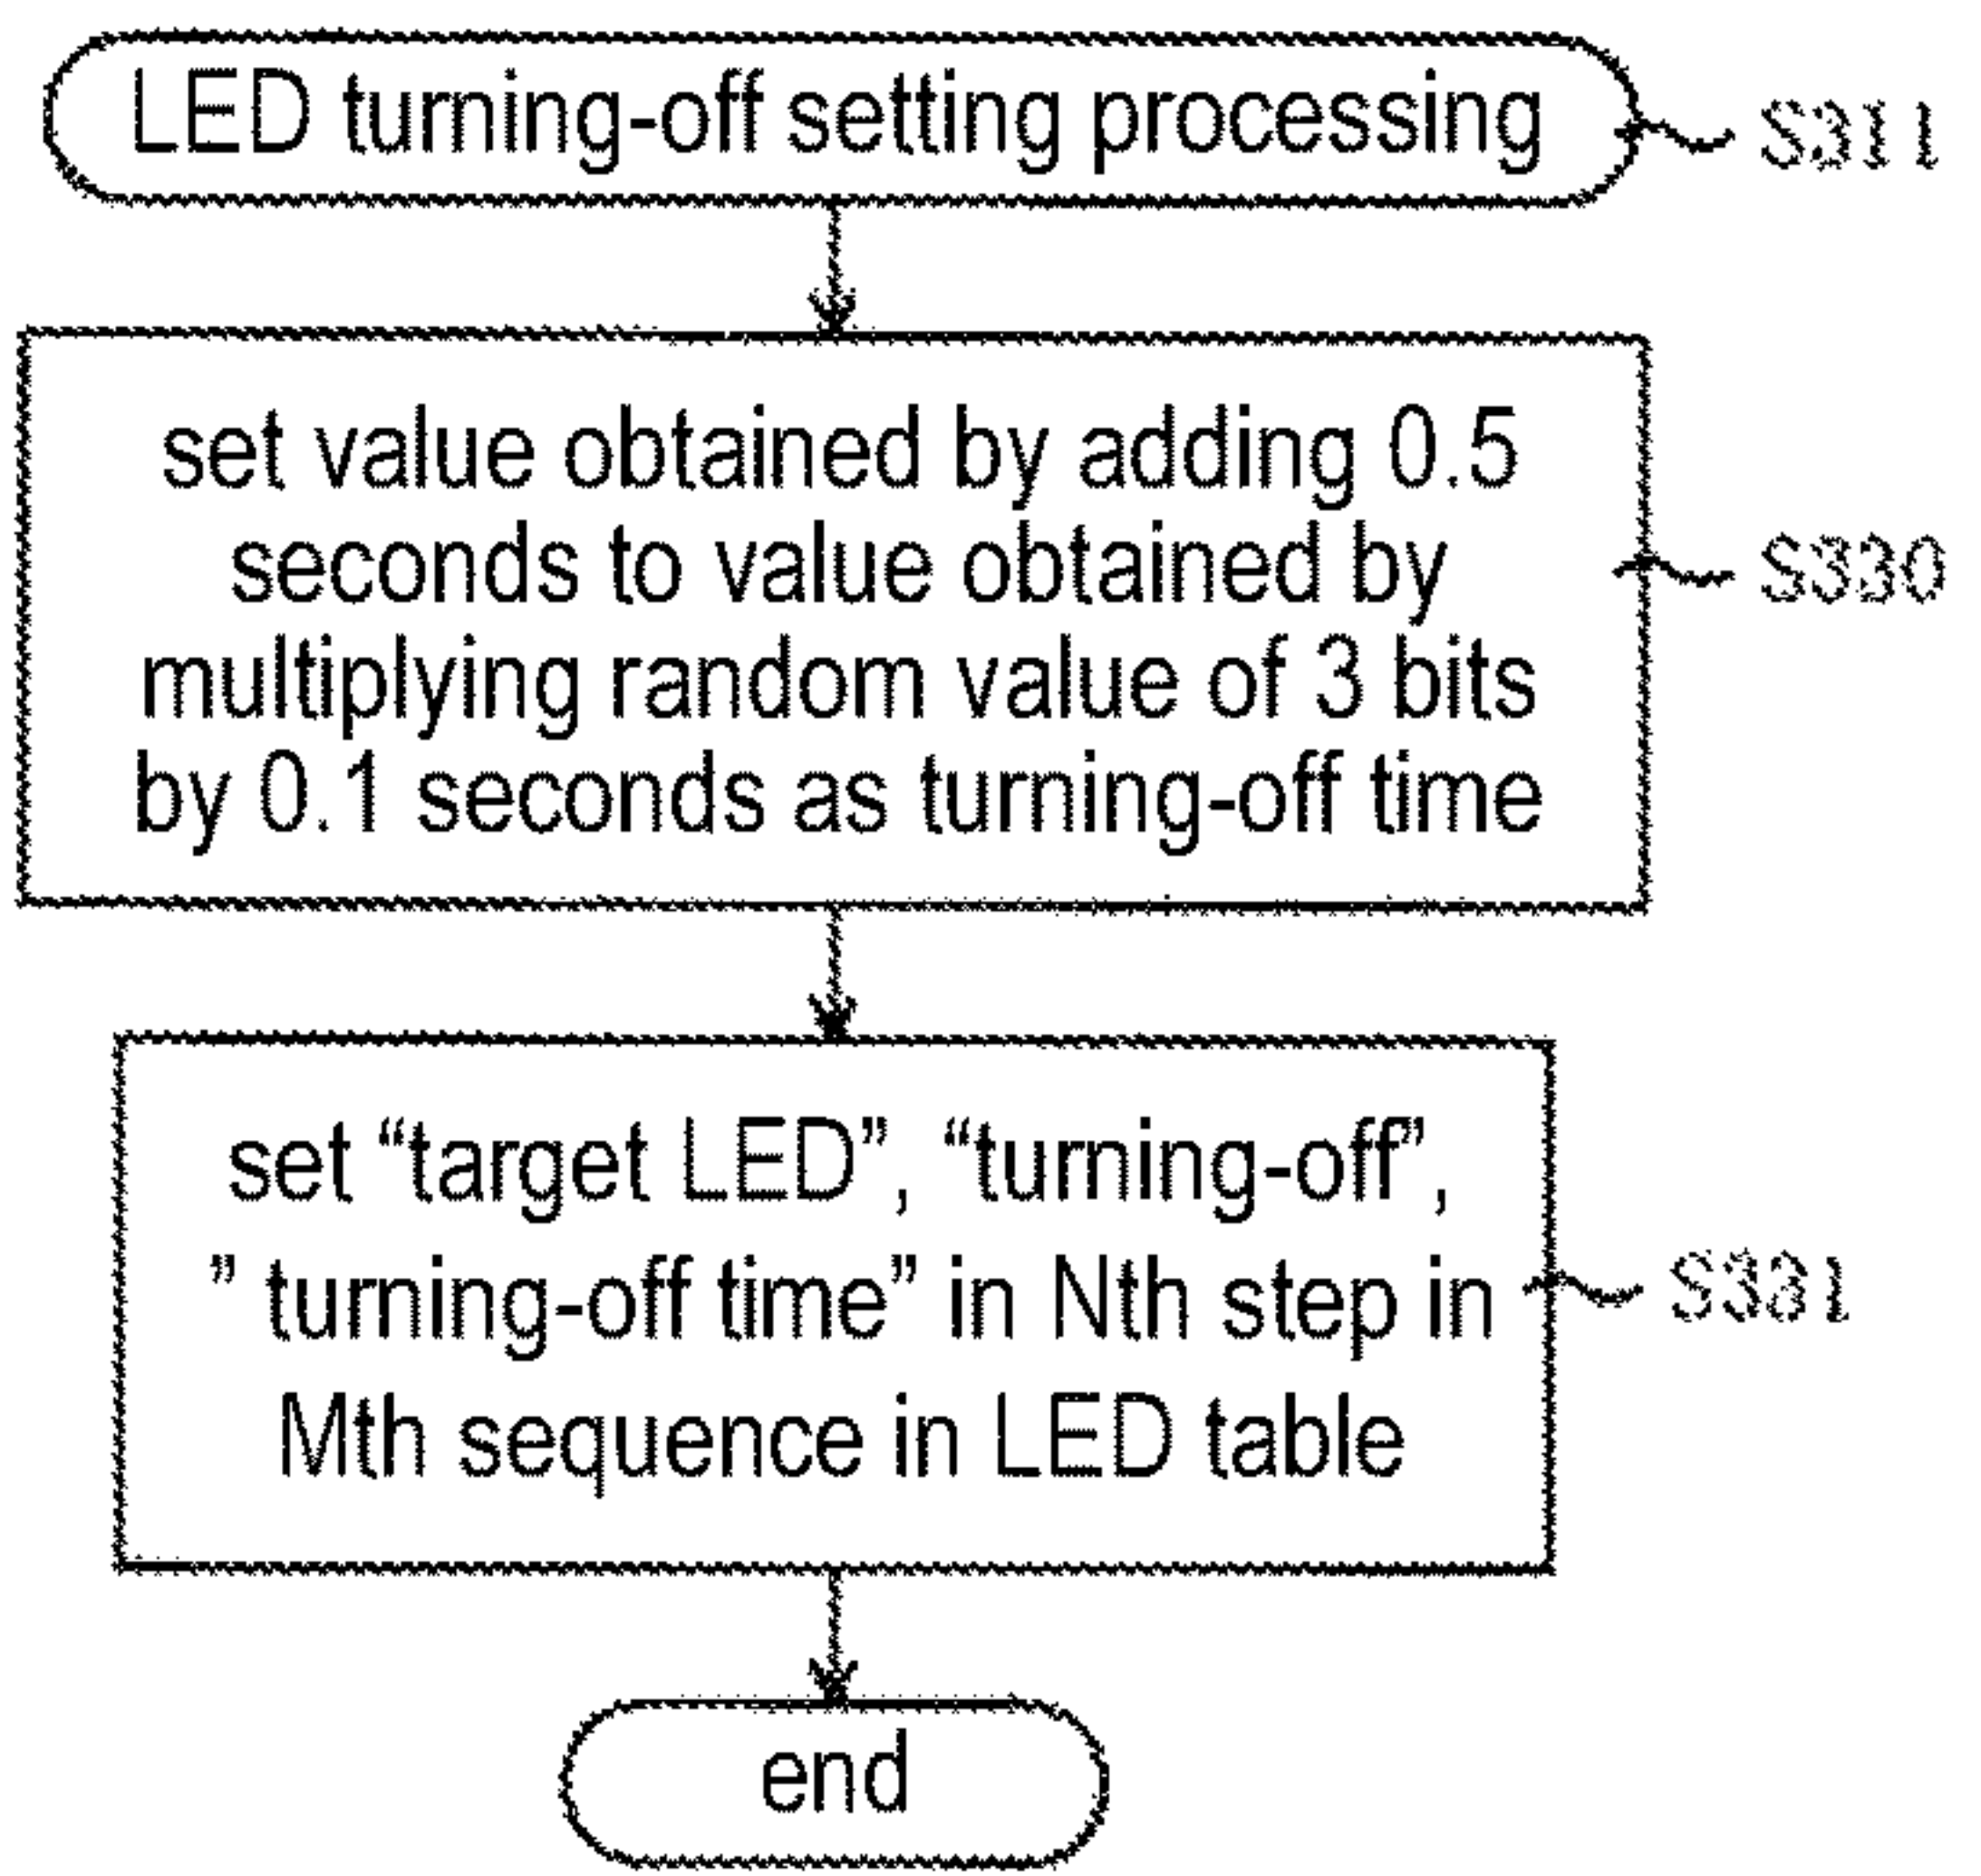 LED turning-off setting processing
S311
set value obtained by adding 0.5
seconds to value obtained by
multiplying random value of 3 bits
by 0.1 seconds as turning-off time
S330
set “target LED”, “turning-off”,
” turning-off time” in Nth step in
Mth sequence in LED table
S331
end